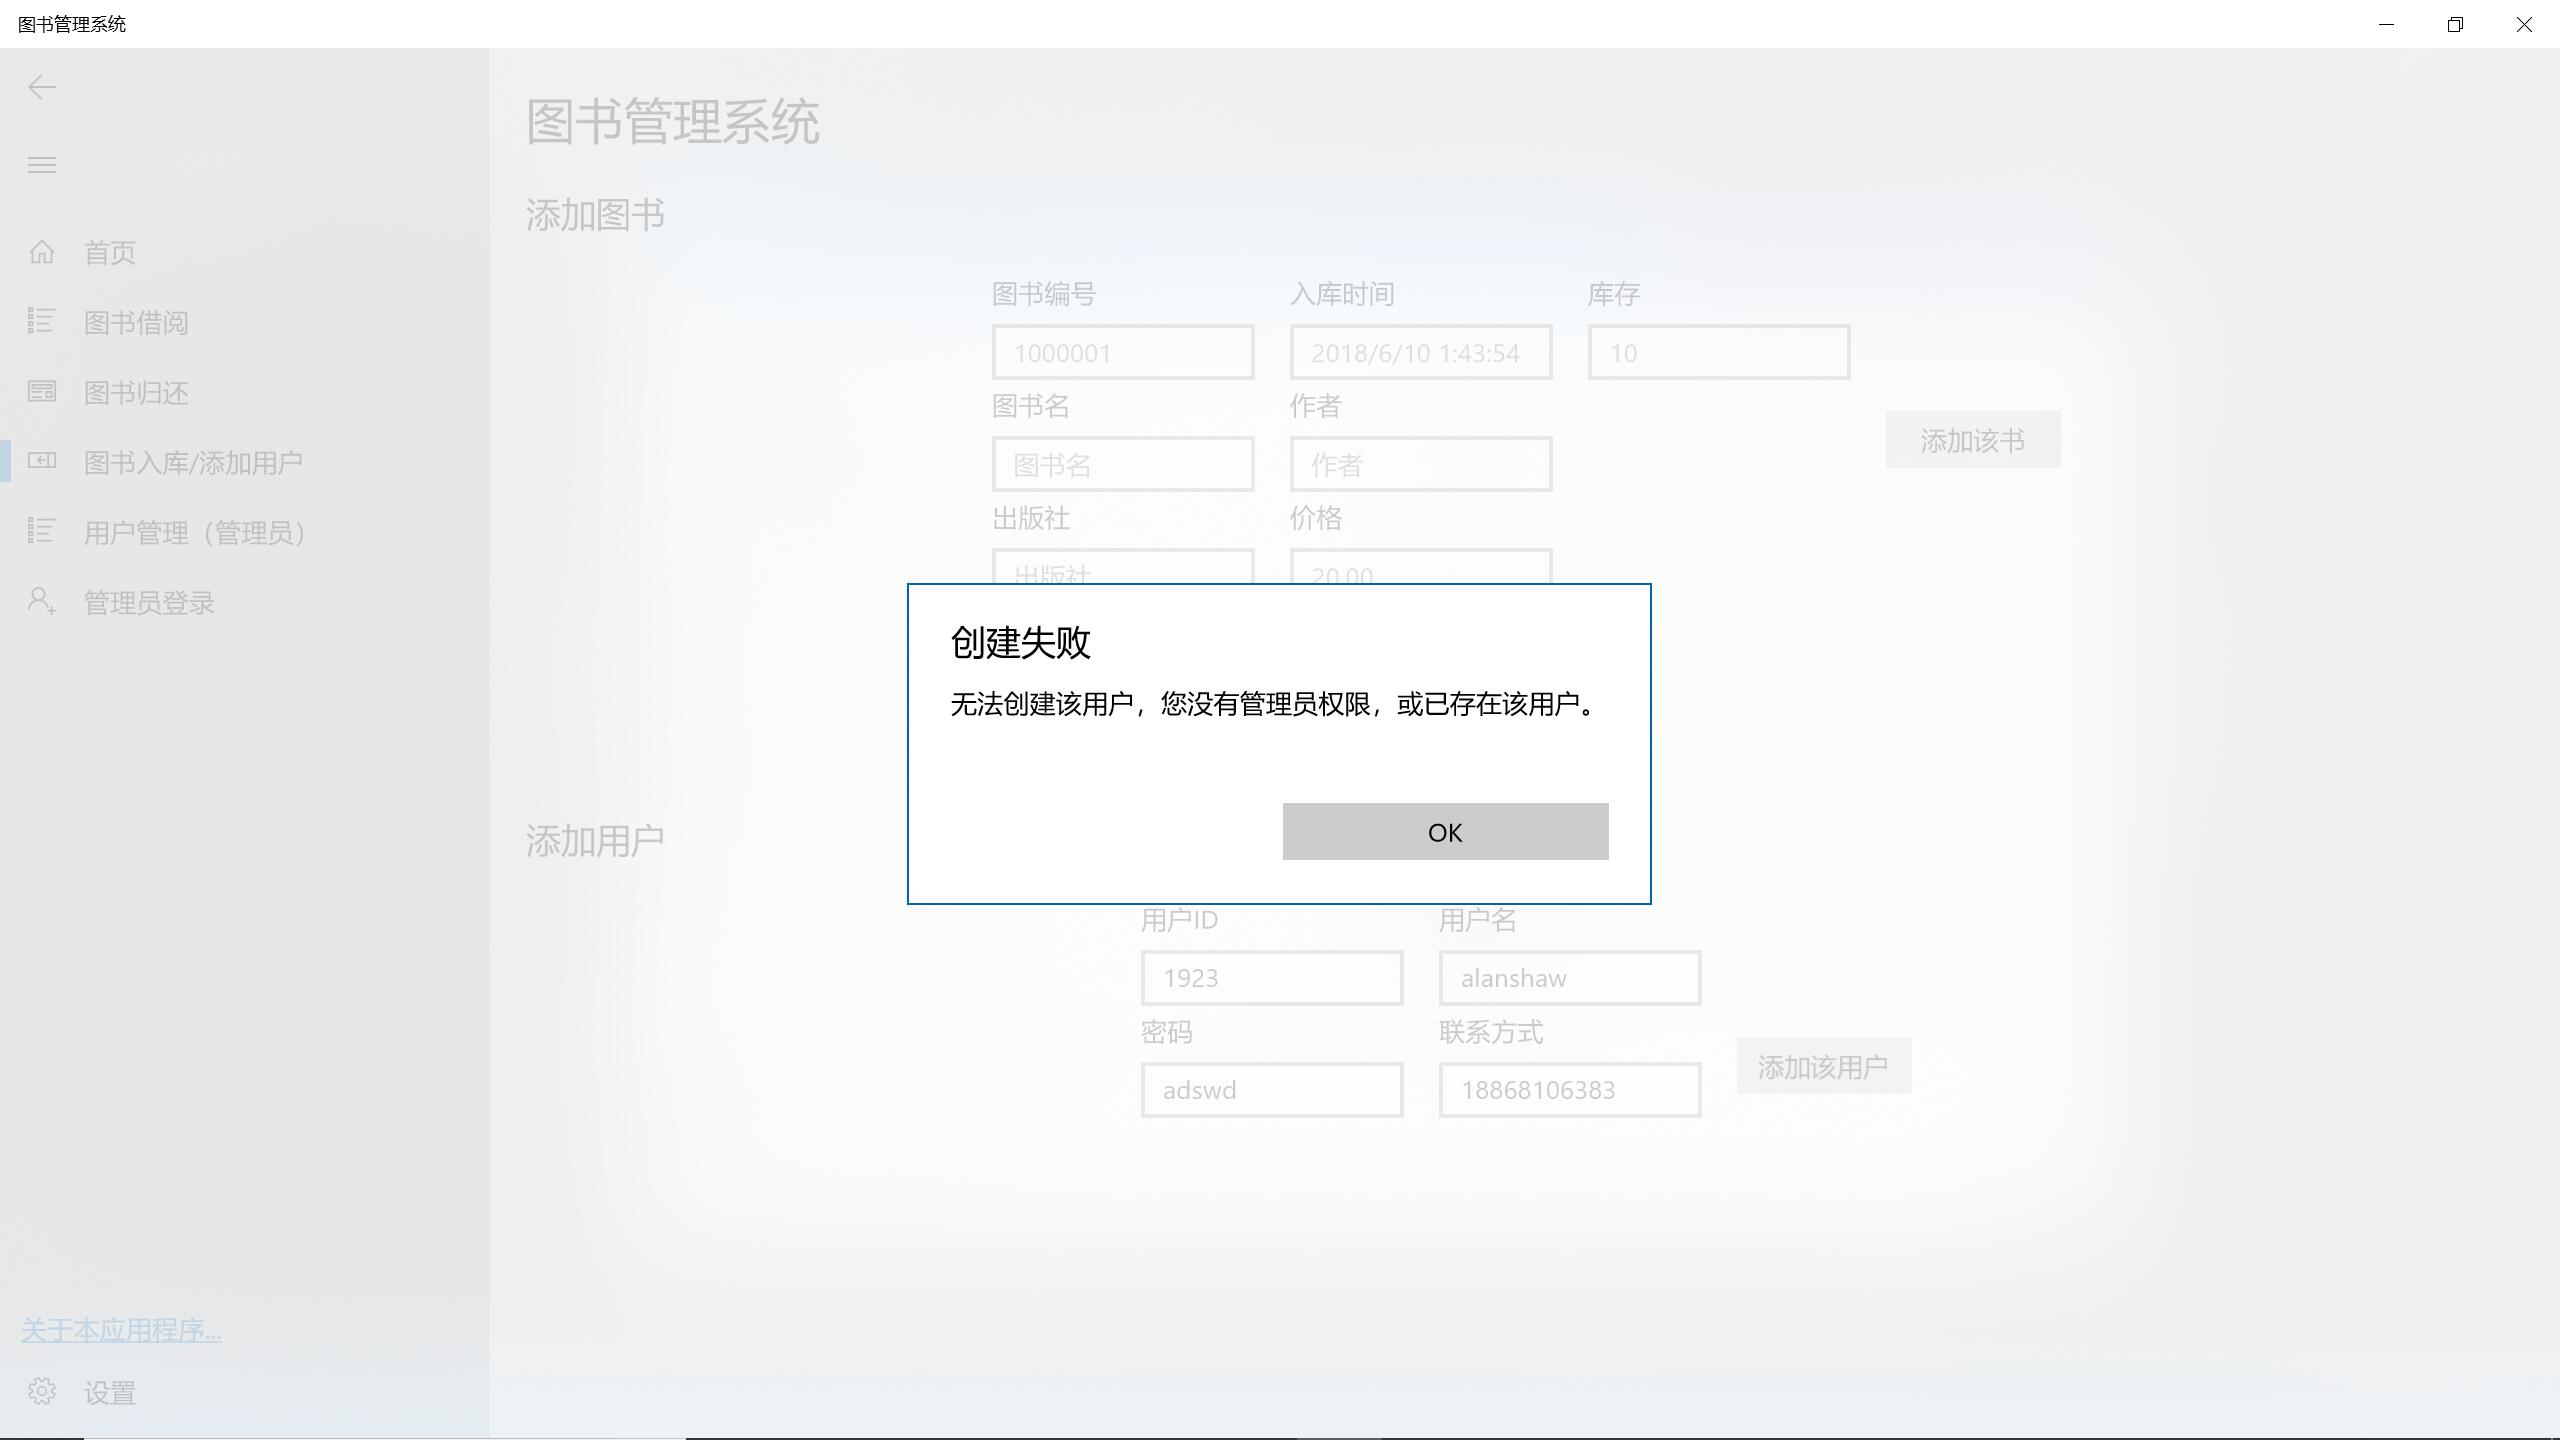 图书管理系统
图书管理系统
添加图书
首页
图书借阅
图书归还
图书入库/添加用户
用户管理（管理员）
管理员登录
图书编号 入库时间 库存
1000001 2018/6/10 1:43:54 10
图书名 作者
添加该书
图书名 作者
出版社 价格
出版社 20.00
创建失败
无法创建该用户，您没有管理员权限，或已存在该用户。
OK
添加用户
用户ID 用户名
1923 alanshaw
密码 联系方式
添加该用户
adswd 18868106383
关于本应用程序...
设置